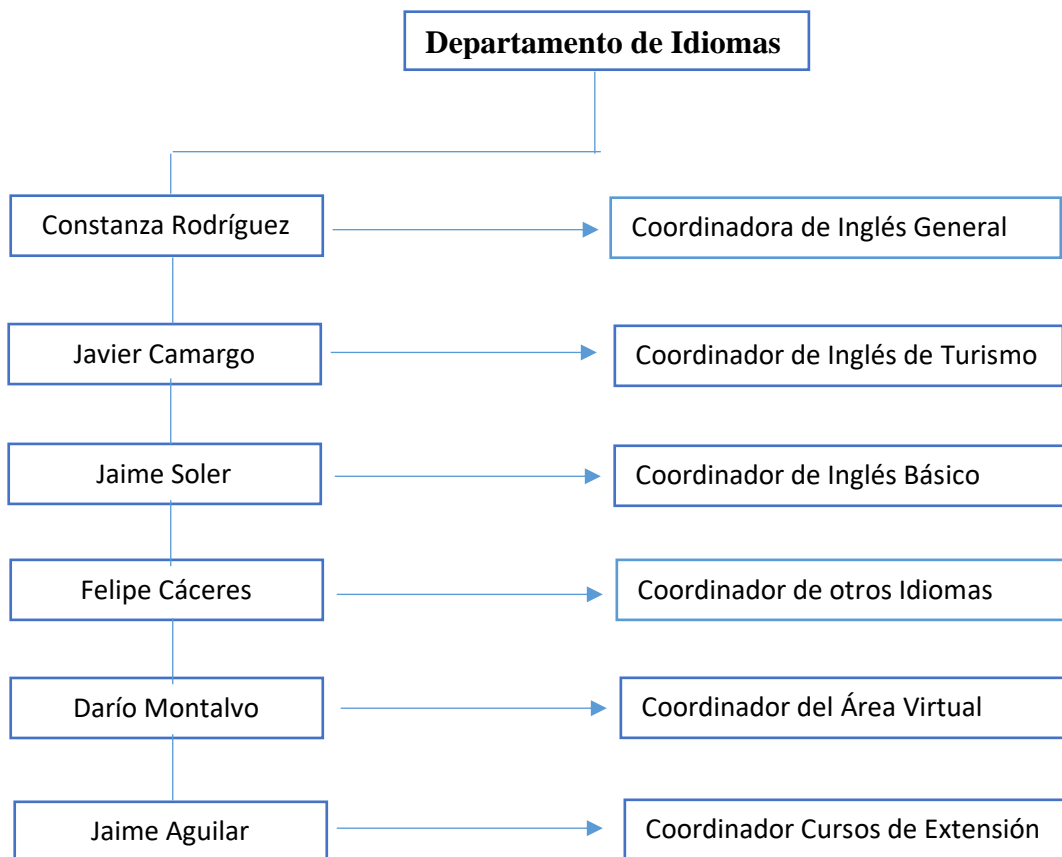 Departamento de Idiomas
Constanza Rodríguez
Coordinadora de Inglés General
Javier Camargo
Coordinador de Inglés de Turismo
Jaime Soler
Coordinador de Inglés Básico
Felipe Cáceres
Coordinador de otros Idiomas
Darío Montalvo
Coordinador del Área Virtual
Jaime Aguilar
Coordinador Cursos de Extensión